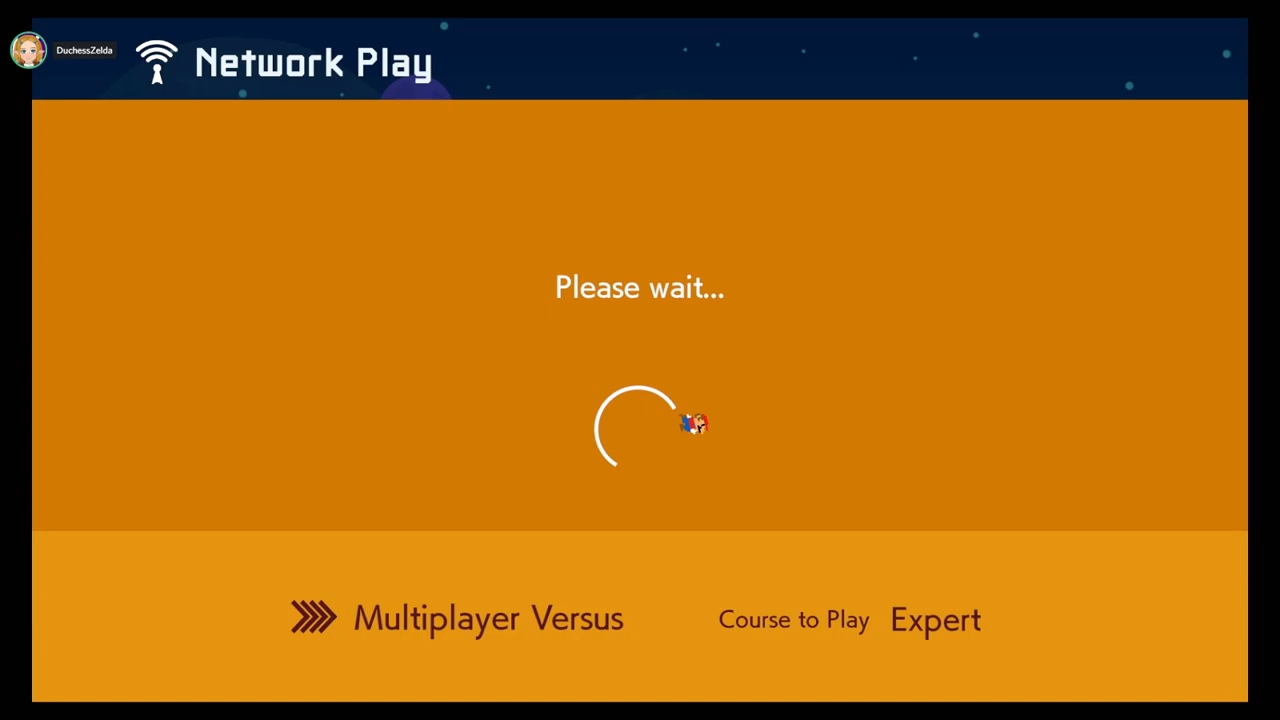 DuchessZelda
Network Play
Please wait...
Multiplayer Versus
Course to Play Expert